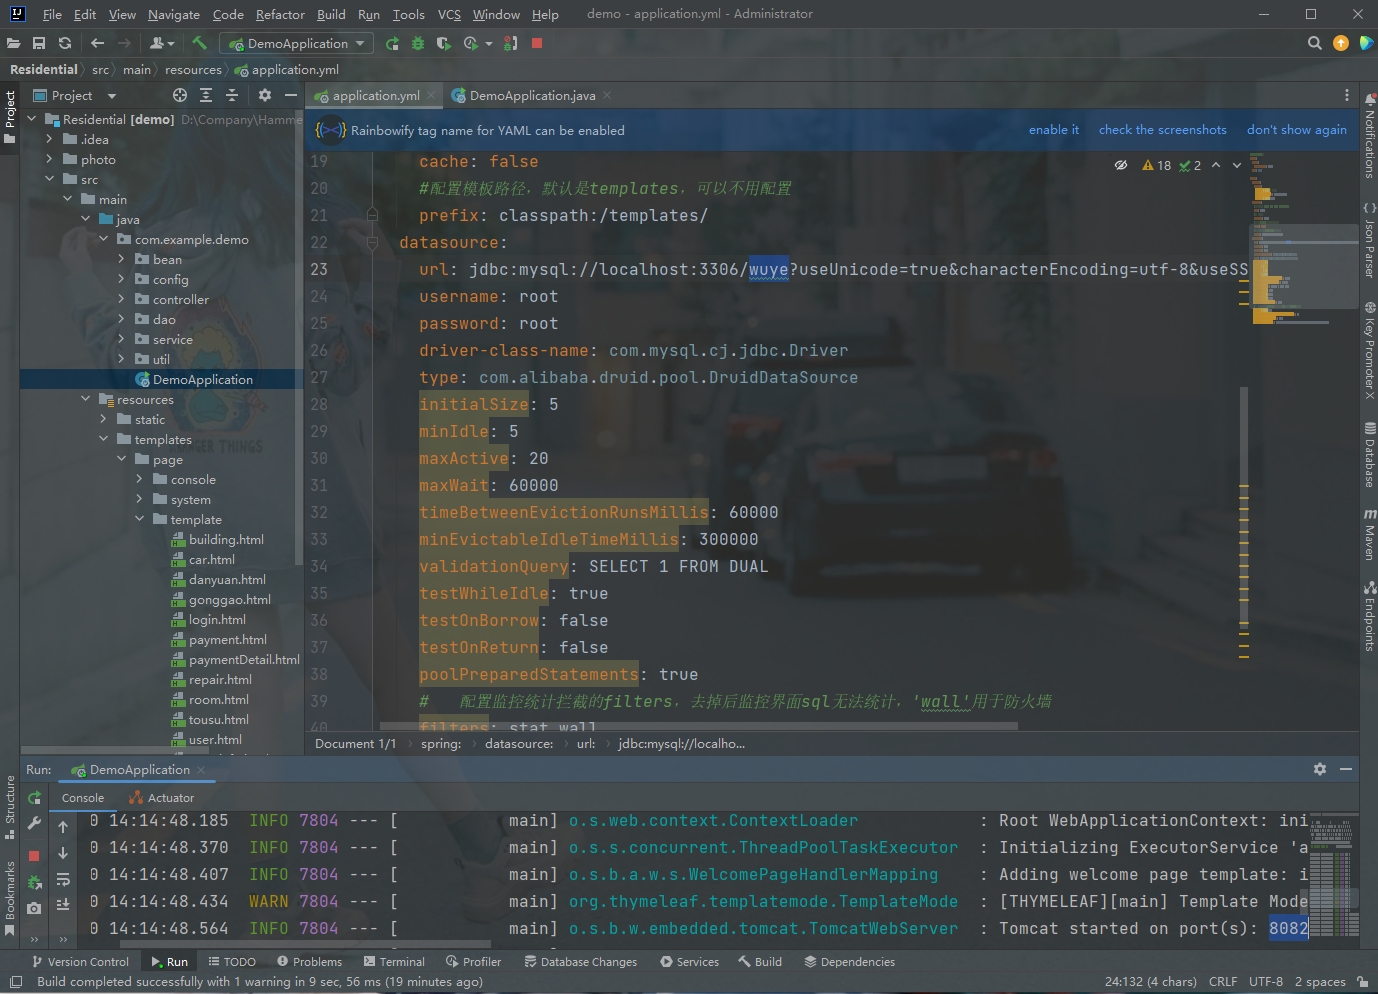 File Edit View Navigate Code Refactor Build Run Tools VCS Window Help demo - application.yml - Administrator
DemoApplication
Residential src main resources application.yml
Project
application.yml
DemoApplication.java
Rainbowify tag name for YAML can be enabled enable it check the screenshots don't show again
Residential [demo] D:\Company\Hamme
.idea
photo
src
main
java
com.example.demo
bean
config
controller
dao
service
util
DemoApplication
resources
static
templates
page
console
system
template
building.html
car.html
danyuan.html
gonggao.html
login.html
payment.html
paymentDetail.html
repair.html
room.html
tousu.html
user.html
18 2
19 cache: false
20 #配置模板路径，默认是templates，可以不用配置
21 prefix: classpath:/templates/
22 datasource:
23 url: jdbc:mysql://localhost:3306/wuye?useUnicode=true&characterEncoding=utf-8&useSS
24 username: root
25 password: root
26 driver-class-name: com.mysql.cj.jdbc.Driver
27 type: com.alibaba.druid.pool.DruidDataSource
28 initialSize: 5
29 minIdle: 5
30 maxActive: 20
31 maxWait: 60000
32 timeBetweenEvictionRunsMillis: 60000
33 minEvictableIdleTimeMillis: 300000
34 validationQuery: SELECT 1 FROM DUAL
35 testWhileIdle: true
36 testOnBorrow: false
37 testOnReturn: false
38 poolPreparedStatements: true
39 # 配置监控统计拦截的filters，去掉后监控界面sql无法统计，'wall'用于防火墙
40 filters: stat,wall
Document 1/1 spring: datasource: url: jdbc:mysql://localho...
Project
Structure
Bookmarks
Notifications
Json Parser
Key Promoter X
Database
Maven
Endpoints
Run: DemoApplication
Console Actuator
0 14:14:48.185 INFO 7804 --- [ main] o.s.web.context.ContextLoader : Root WebApplicationContext: ini
0 14:14:48.370 INFO 7804 --- [ main] o.s.s.concurrent.ThreadPoolTaskExecutor : Initializing ExecutorService 'a
0 14:14:48.407 INFO 7804 --- [ main] o.s.b.a.w.s.WelcomePageHandlerMapping : Adding welcome page template: i
0 14:14:48.434 WARN 7804 --- [ main] org.thymeleaf.templatemode.TemplateMode : [THYMELEAF][main] Template Mode
0 14:14:48.564 INFO 7804 --- [ main] o.s.b.w.embedded.tomcat.TomcatWebServer : Tomcat started on port(s): 8082
Version Control Run TODO Problems Terminal Profiler Database Changes Services Build Dependencies
Build completed successfully with 1 warning in 9 sec, 56 ms (19 minutes ago) 24:132 (4 chars) CRLF UTF-8 2 spaces